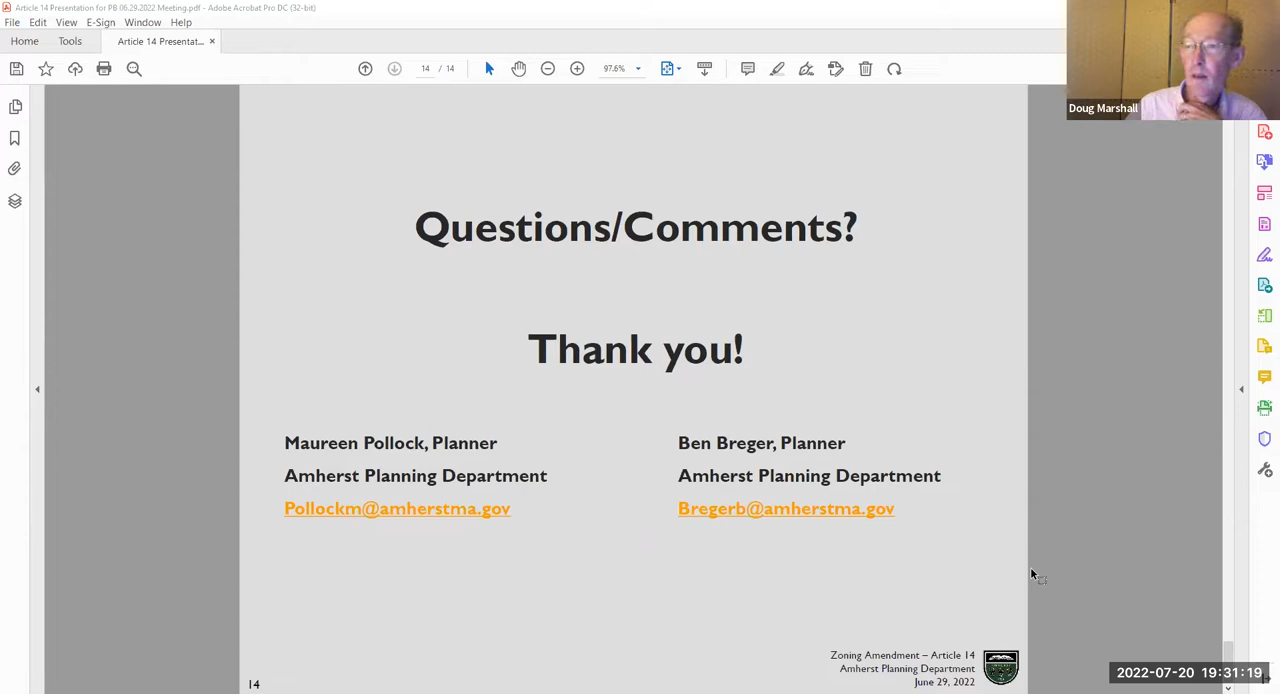 Article 14 Presentation for PB 06.29.2022 Meeting.pdf - Adobe Acrobat Pro DC (32-bit)
File Edit View E-Sign Window Help
Home Tools Article 14 Presentat... ×
14 / 14 97.6%
Doug Marshall
Questions/Comments?
Thank you!
Maureen Pollock, Planner
Amherst Planning Department
Pollockm@amherstma.gov
Ben Breger, Planner
Amherst Planning Department
Bregerb@amherstma.gov
Zoning Amendment – Article 14
Amherst Planning Department
June 29, 2022
14
2022-07-20 19:31:19